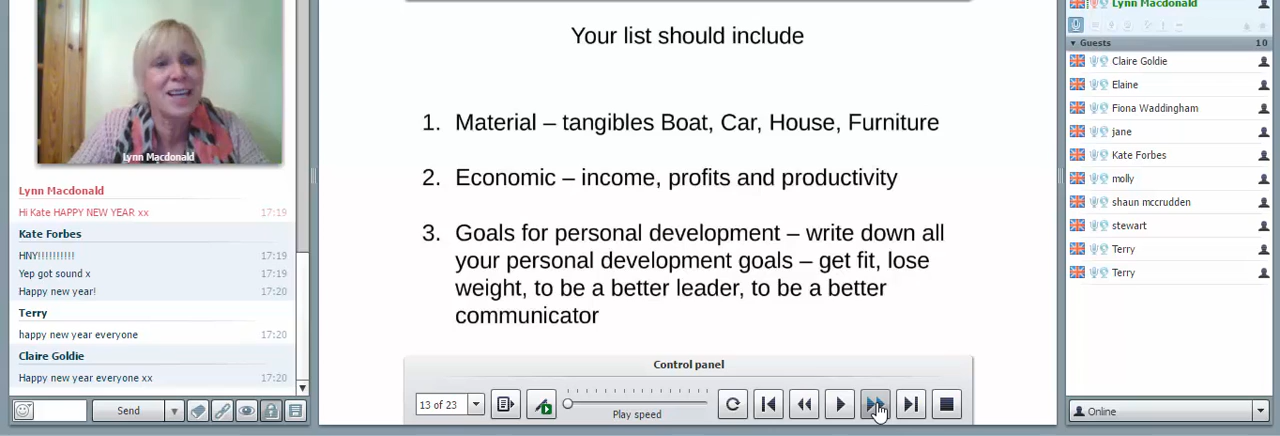 Lynn Macdonald
Lynn Macdonald
Hi Kate HAPPY NEW YEAR xx 17:19
Kate Forbes
HNY!!!!!!!!!! 17:19
Yep got sound x 17:19
Happy new year! 17:20
Terry
happy new year everyone 17:20
Claire Goldie
Happy new year everyone xx 17:20
Send
Your list should include
1. Material – tangibles Boat, Car, House, Furniture
2. Economic – income, profits and productivity
3. Goals for personal development – write down all
your personal development goals – get fit, lose
weight, to be a better leader, to be a better
communicator
Control panel
13 of 23
Play speed
Lynn Macdonald
Guests 10
Claire Goldie
Elaine
Fiona Waddingham
jane
Kate Forbes
molly
shaun mccrudden
stewart
Terry
Terry
Online